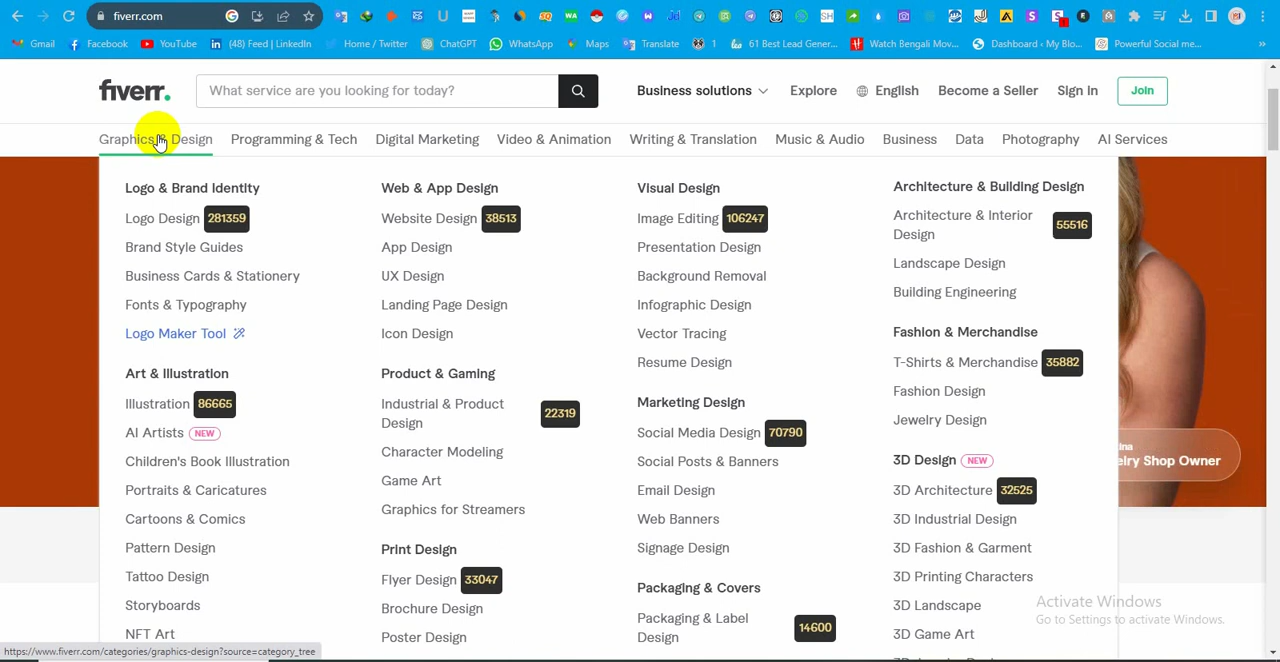 fiverr.com
Gmail
Facebook
YouTube
(48) Feed | LinkedIn
Home / Twitter
ChatGPT
WhatsApp
Maps
Translate
1
61 Best Lead Gener...
Watch Bengali Mov...
Dashboard ‹ My Blo...
Powerful Social me...
»
fiverr.
What service are you looking for today?
Business solutions
Explore
English
Become a Seller
Sign in
Join
Graphics & Design
Programming & Tech
Digital Marketing
Video & Animation
Writing & Translation
Music & Audio
Business
Data
Photography
AI Services
Logo & Brand Identity
Logo Design 281359
Brand Style Guides
Business Cards & Stationery
Fonts & Typography
Logo Maker Tool
Art & Illustration
Illustration 86665
AI Artists NEW
Children's Book Illustration
Portraits & Caricatures
Cartoons & Comics
Pattern Design
Tattoo Design
Storyboards
NFT Art
Web & App Design
Website Design 38513
App Design
UX Design
Landing Page Design
Icon Design
Product & Gaming
Industrial & Product
Design
22319
Character Modeling
Game Art
Graphics for Streamers
Print Design
Flyer Design 33047
Brochure Design
Poster Design
Visual Design
Image Editing 106247
Presentation Design
Background Removal
Infographic Design
Vector Tracing
Resume Design
Marketing Design
Social Media Design 70790
Social Posts & Banners
Email Design
Web Banners
Signage Design
Packaging & Covers
Packaging & Label
Design
14600
Architecture & Building Design
Architecture & Interior
Design
55516
Landscape Design
Building Engineering
Fashion & Merchandise
T-Shirts & Merchandise 35882
Fashion Design
Jewelry Design
3D Design NEW
3D Architecture 32525
3D Industrial Design
3D Fashion & Garment
3D Printing Characters
3D Landscape
3D Game Art
ina
elry Shop Owner
Activate Windows
Go to Settings to activate Windows.
https://www.fiverr.com/categories/graphics-design?source=category_tree